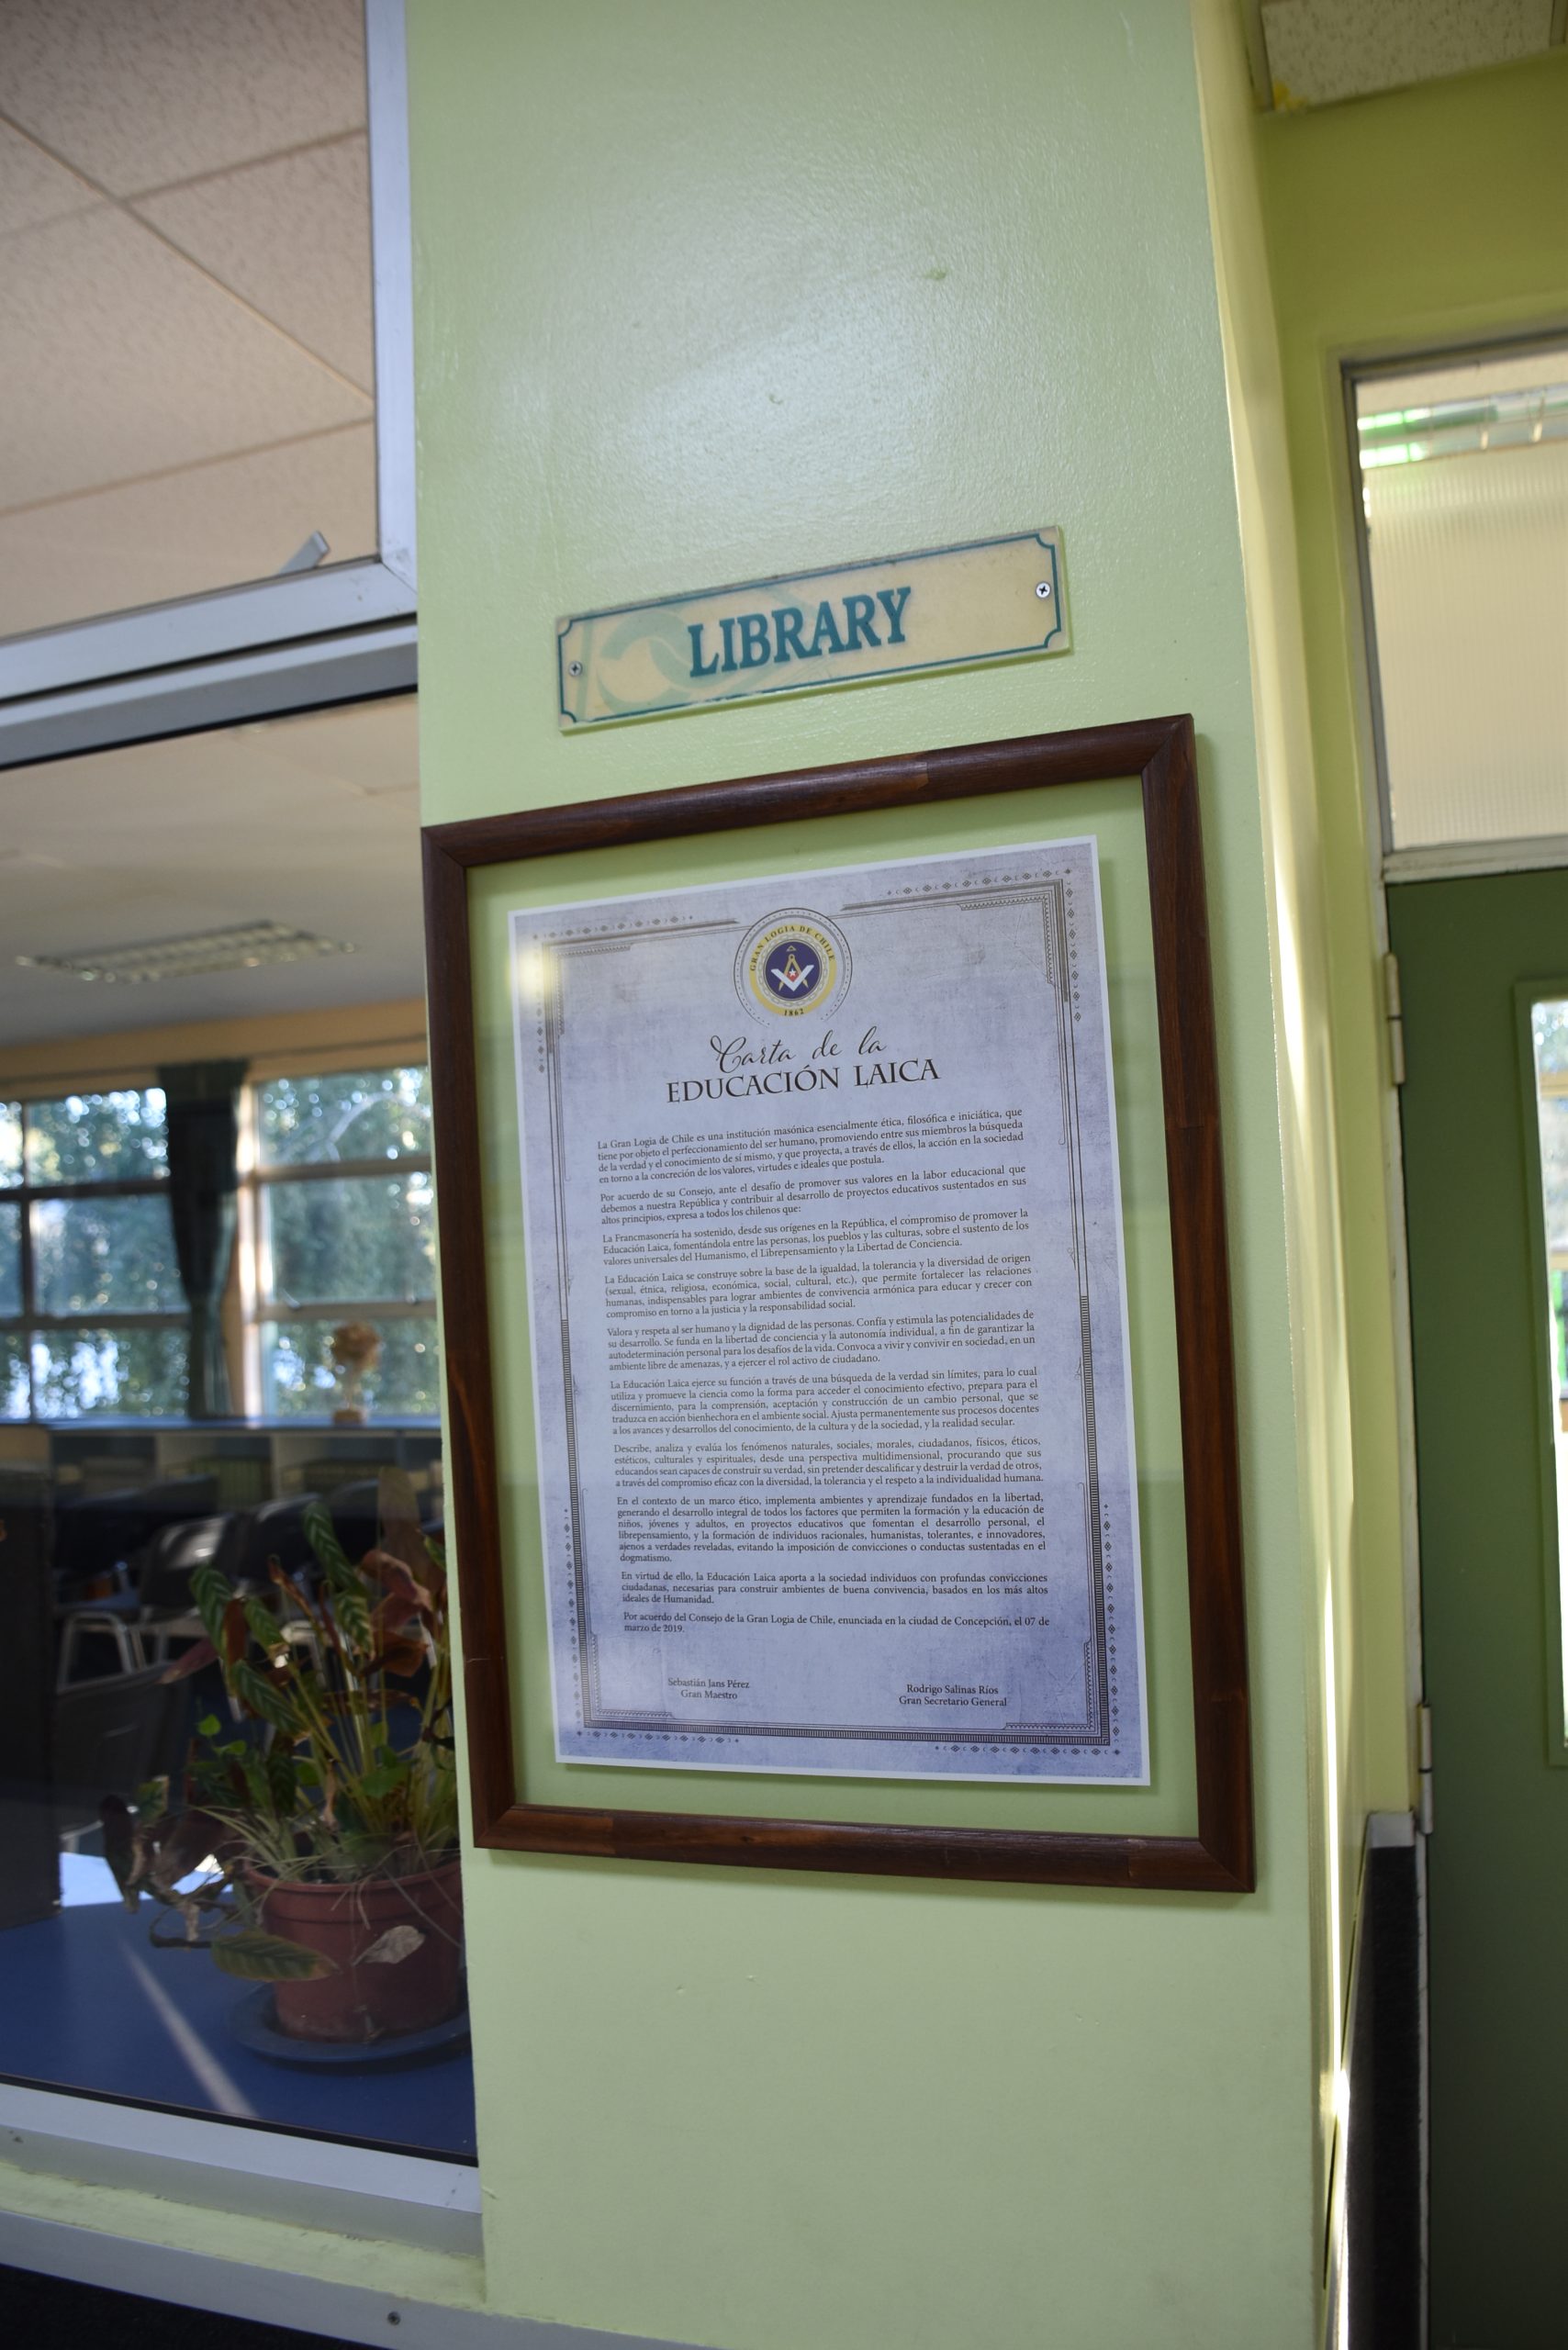 LIBRARY
GRAN LOGIA DE CHILE
1862
Carta de la
EDUCACIÓN LAICA
La Gran Logia de Chile es una institución masónica esencialmente ética, filosófica e iniciática, que
tiene por objeto el perfeccionamiento del ser humano, promoviendo entre sus miembros la búsqueda
de la verdad y el conocimiento de sí mismo, y que proyecta, a través de ellos, la acción en la sociedad
en torno a la concreción de los valores, virtudes e ideales que postula.
Por acuerdo de su Consejo, ante el desafío de promover sus valores en la labor educacional que
debemos a nuestra República y contribuir al desarrollo de proyectos educativos sustentados en sus
altos principios, expresa a todos los chilenos que:
La Francmasonería ha sostenido, desde sus orígenes en la República, el compromiso de promover la
Educación Laica, fomentándola entre las personas, los pueblos y las culturas, sobre el sustento de los
valores universales del Humanismo, el Librepensamiento y la Libertad de Conciencia.
La Educación Laica se construye sobre la base de la igualdad, la tolerancia y la diversidad de origen
(sexual, étnica, religiosa, económica, social, cultural, etc.), que permite fortalecer las relaciones
humanas, indispensables para lograr ambientes de convivencia armónica para educar y crecer con
compromiso en torno a la justicia y la responsabilidad social.
Valora y respeta al ser humano y la dignidad de las personas. Confía y estimula las potencialidades de
su desarrollo. Se funda en la libertad de conciencia y la autonomía individual, a fin de garantizar la
autodeterminación personal para los desafíos de la vida. Convoca a vivir y convivir en sociedad, en un
ambiente libre de amenazas, y a ejercer el rol activo de ciudadano.
La Educación Laica ejerce su función a través de una búsqueda de la verdad sin límites, para lo cual
utiliza y promueve la ciencia como la forma para acceder el conocimiento efectivo, prepara para el
discernimiento, para la comprensión, aceptación y construcción de un cambio personal, que se
traduzca en acción bienhechora en el ambiente social. Ajusta permanentemente sus procesos docentes
a los avances y desarrollos del conocimiento, de la cultura y de la sociedad, y la realidad secular.
Describe, analiza y evalúa los fenómenos naturales, sociales, morales, ciudadanos, físicos, éticos,
estéticos, culturales y espirituales, desde una perspectiva multidimensional, procurando que sus
educandos sean capaces de construir su verdad, sin pretender descalificar y destruir la verdad de otros,
a través del compromiso eficaz con la diversidad, la tolerancia y el respeto a la individualidad humana.
En el contexto de un marco ético, implementa ambientes y aprendizaje fundados en la libertad,
generando el desarrollo integral de todos los factores que permiten la formación y la educación de
niños, jóvenes y adultos, en proyectos educativos que fomentan el desarrollo personal, el
librepensamiento, y la formación de individuos racionales, humanistas, tolerantes, e innovadores,
ajenos a verdades reveladas, evitando la imposición de convicciones o conductas sustentadas en el
dogmatismo.
En virtud de ello, la Educación Laica aporta a la sociedad individuos con profundas convicciones
ciudadanas, necesarias para construir ambientes de buena convivencia, basados en los más altos
ideales de Humanidad.
Por acuerdo del Consejo de la Gran Logia de Chile, enunciada en la ciudad de Concepción, el 07 de
marzo de 2019.
Sebastián Jans Pérez
Gran Maestro
Rodrigo Salinas Ríos
Gran Secretario General